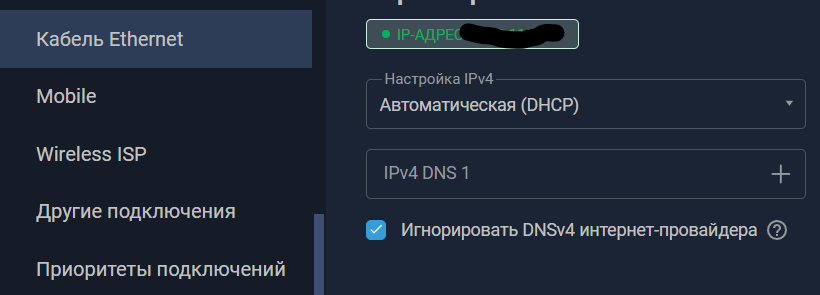 Кабель Ethernet
Mobile
Wireless ISP
Другие подключения
Приоритеты подключений
IP-АДРЕС
Настройка IPv4
Автоматическая (DHCP)
IPv4 DNS 1
Игнорировать DNSv4 интернет-провайдера